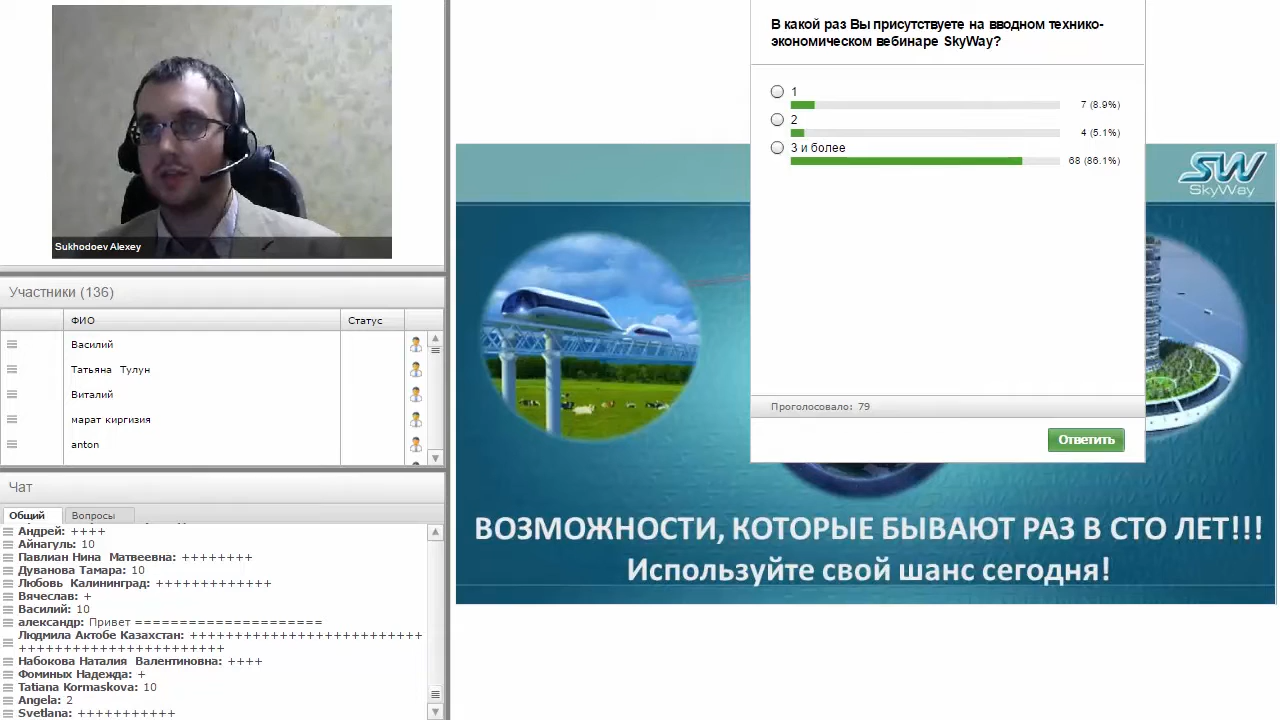 Sukhodoev Alexey
Участники (136)
ФИО
Статус
Василий
Татьяна Тулун
Виталий
марат киргизия
anton
Чат
Общий
Вопросы
Андрей: ++++
Айнагуль: 10
Павлиан Нина Матвеевна: ++++++++
Дуванова Тамара: 10
Любовь Калининград: +++++++++++++
Вячеслав: +
Василий: 10
александр: Привет =====================
Людмила Актобе Казахстан: ++++++++++++++++++++++++++
+++++++++++++++++++++++
Набокова Наталия Валентиновна: ++++
Фоминых Надежда: +
Tatiana Kormaskova: 10
Angela: 2
Svetlana: +++++++++++
В какой раз Вы присутствуете на вводном технико-
экономическом вебинаре SkyWay?
1
7 (8.9%)
2
4 (5.1%)
3 и более
68 (86.1%)
Проголосовало: 79
Ответить
SW
SkyWay
ВОЗМОЖНОСТИ, КОТОРЫЕ БЫВАЮТ РАЗ В СТО ЛЕТ!!!
Используйте свой шанс сегодня!